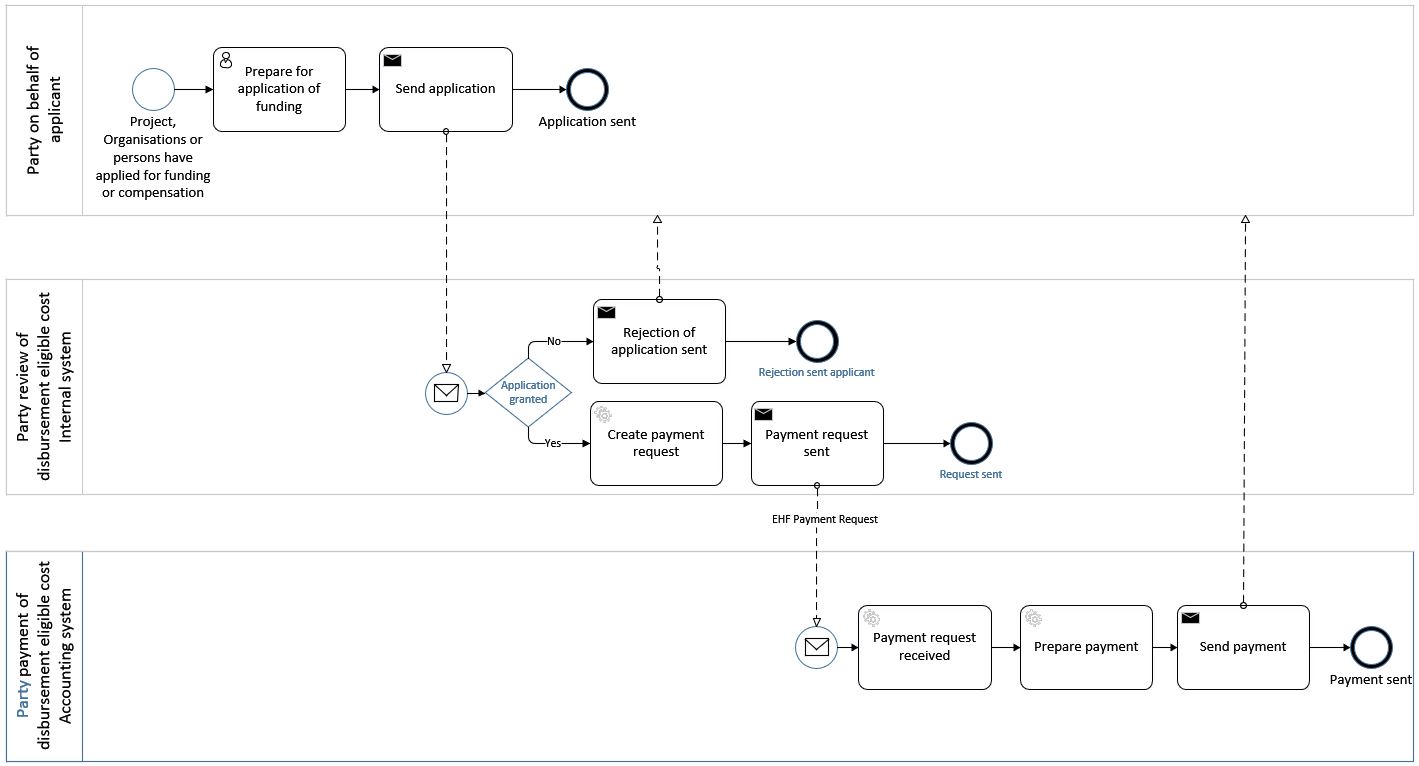 Party on behalf of
applicant
Prepare for
application of
funding
Send application
Application sent
Project,
Organisations or
persons have
applied for funding
or compensation
Party review of
disbursement eligible cost
Internal system
Application
granted
No
Rejection of
application sent
Rejection sent applicant
Yes
Create payment
request
Payment request
sent
Request sent
EHF Payment Request
Party payment of
disbursement eligible cost
Accounting system
Payment request
received
Prepare payment
Send payment
Payment sent